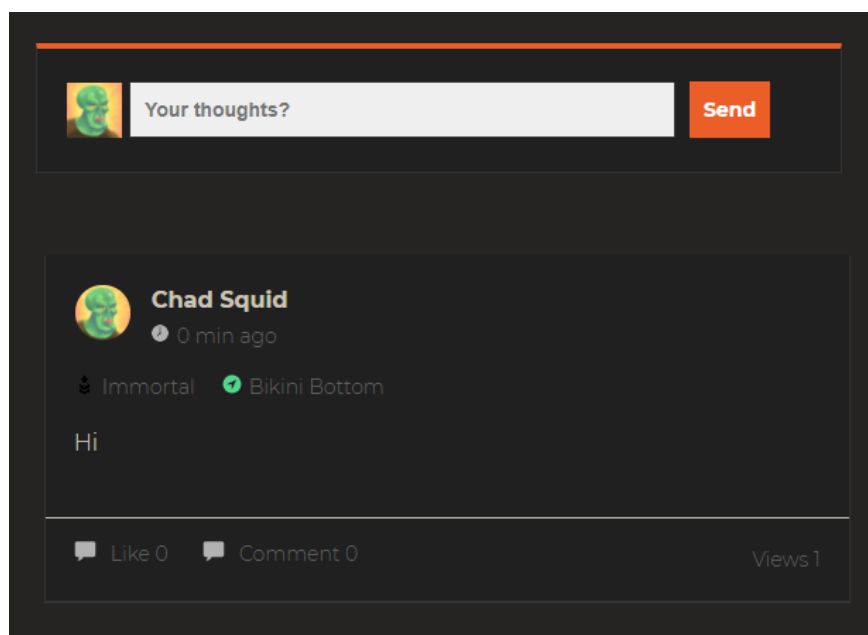 Your thoughts? Send
Chad Squid
0 min ago
Immortal Bikini Bottom
Hi
Like 0 Comment 0 Views 1